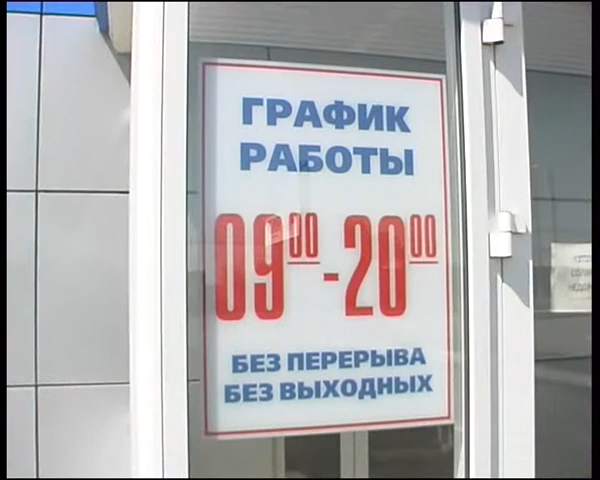 ГРАФИК
РАБОТЫ
09⁰⁰-20⁰⁰
БЕЗ ПЕРЕРЫВА
БЕЗ ВЫХОДНЫХ